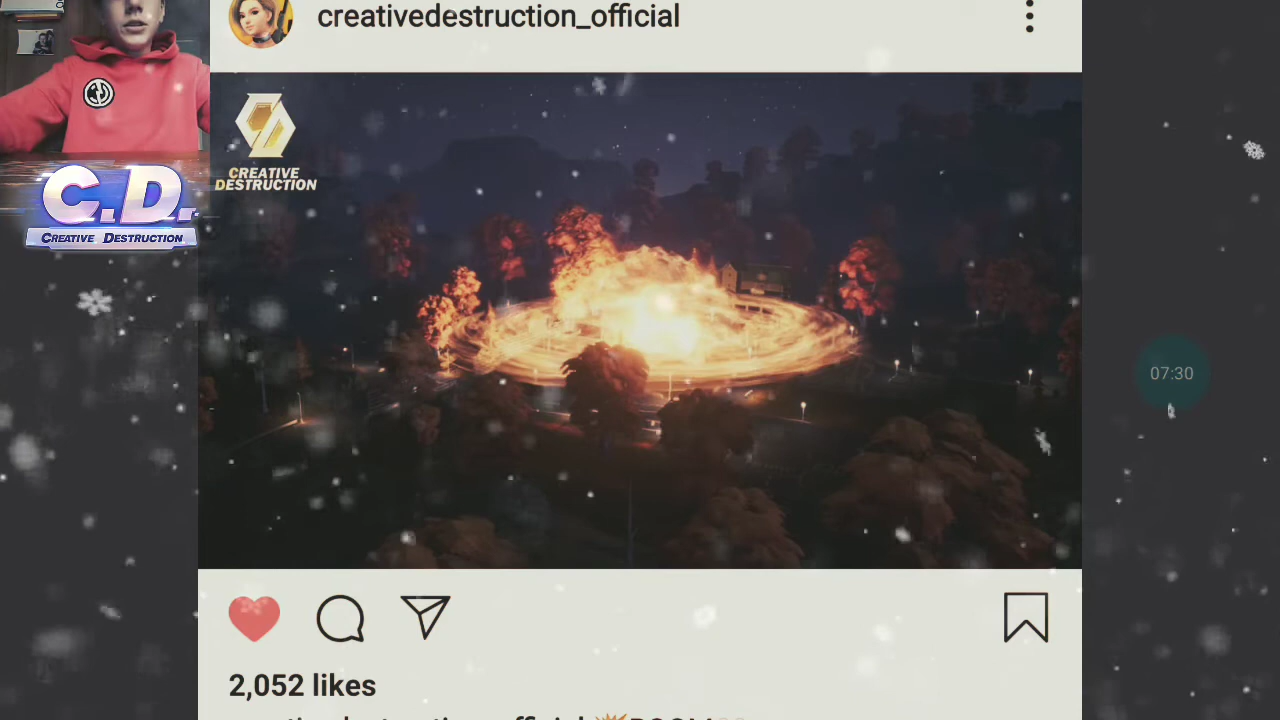 creativedestruction_official
CREATIVE
DESTRUCTION
C.D.
CREATIVE DESTRUCTION
07:30
2,052 likes